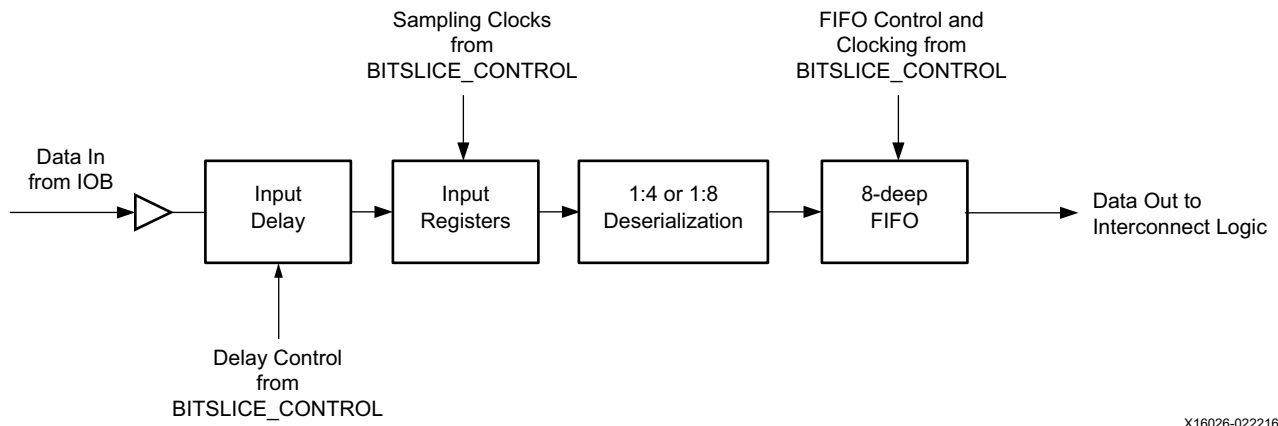 Sampling Clocks
from
BITSLICE_CONTROL
FIFO Control and
Clocking from
BITSLICE_CONTROL
Data In
from IOB
Input
Delay
Input
Registers
1:4 or 1:8
Deserialization
8-deep
FIFO
Data Out to
Interconnect Logic
Delay Control
from
BITSLICE_CONTROL
X16026-022216